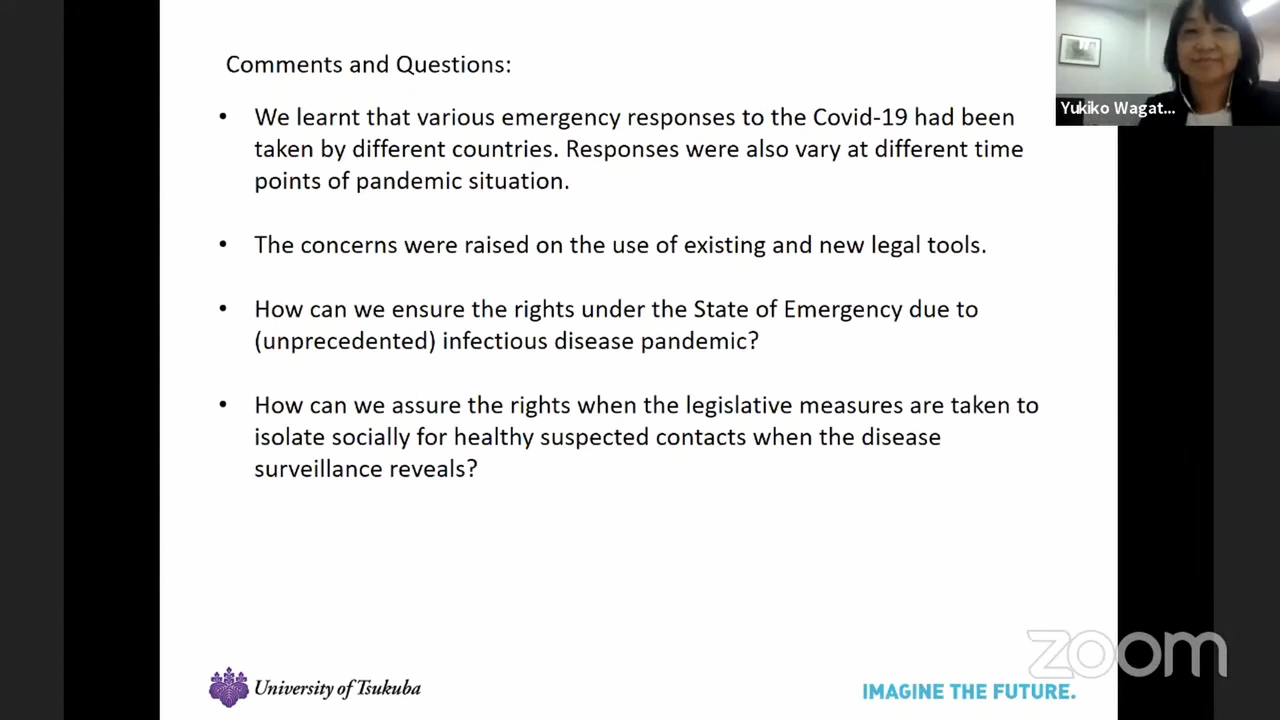 Comments and Questions:
• We learnt that various emergency responses to the Covid-19 had been
taken by different countries. Responses were also vary at different time
points of pandemic situation.
• The concerns were raised on the use of existing and new legal tools.
• How can we ensure the rights under the State of Emergency due to
(unprecedented) infectious disease pandemic?
• How can we assure the rights when the legislative measures are taken to
isolate socially for healthy suspected contacts when the disease
surveillance reveals?
Yukiko Wagat...
zoom
University of Tsukuba
IMAGINE THE FUTURE.